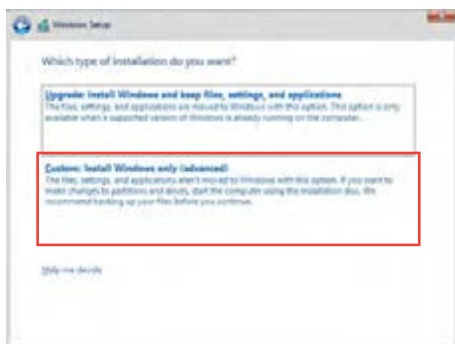 Windows Setup
Which type of installation do you want?
Upgrade: Install Windows and keep files, settings, and applications
The files, settings, and applications are moved to Windows with this option. This option is only
available when a supported version of Windows is already running on the computer.
Custom: Install Windows only (advanced)
The files, settings, and applications aren't moved to Windows with this option. If you want to
make changes to partitions and drives, start the computer using the installation disc. We
recommend backing up your files before you continue.
Help me decide